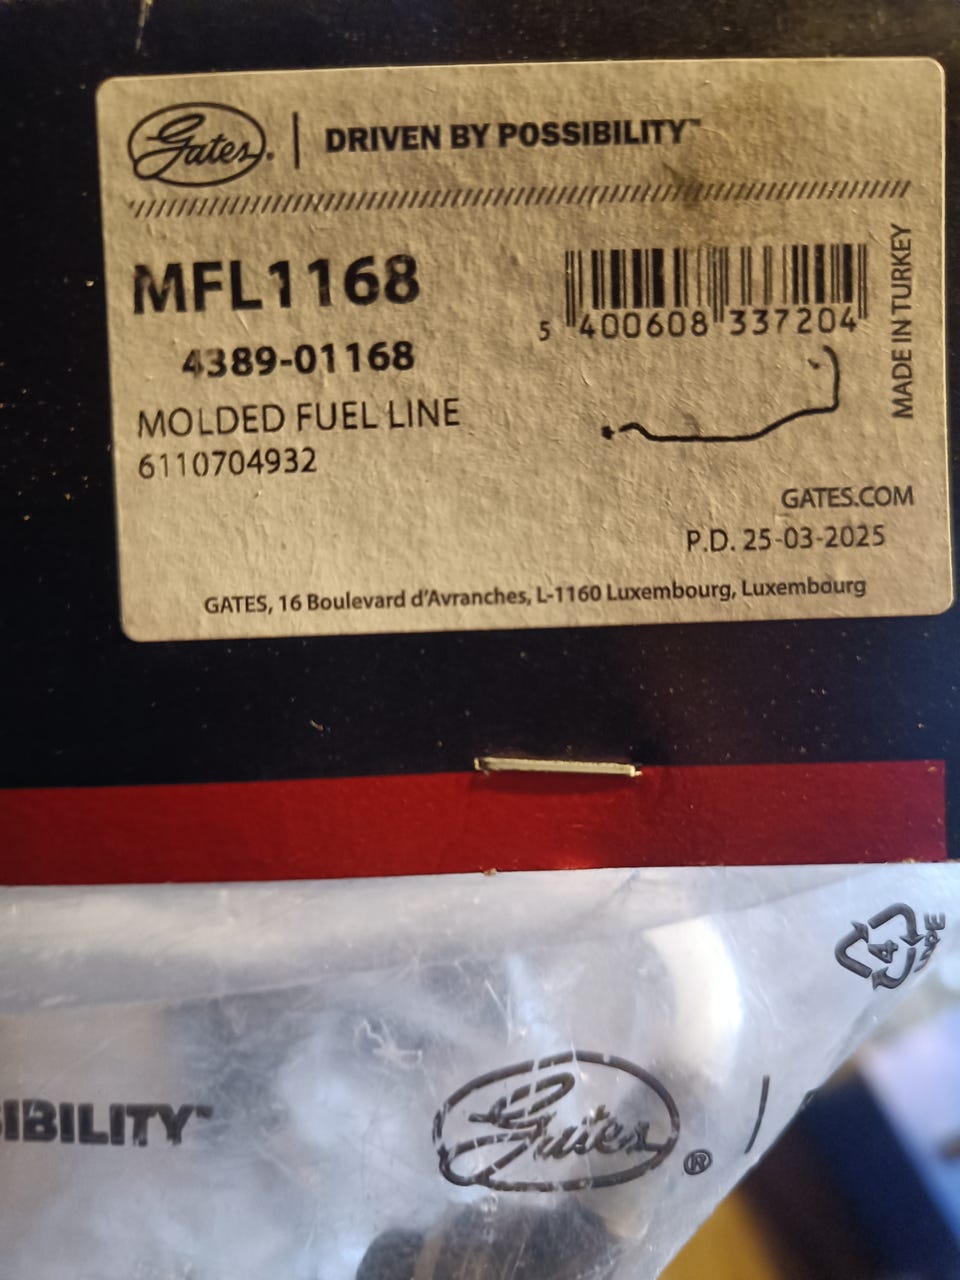 Gates® | DRIVEN BY POSSIBILITY™
MFL1168
4389-01168
MOLDED FUEL LINE
6110704932
5 400608 337204
MADE IN TURKEY
GATES.COM
P.D. 25-03-2025
GATES, 16 Boulevard d'Avranches, L-1160 Luxembourg, Luxembourg
4
SIBILITY™
Gates ®